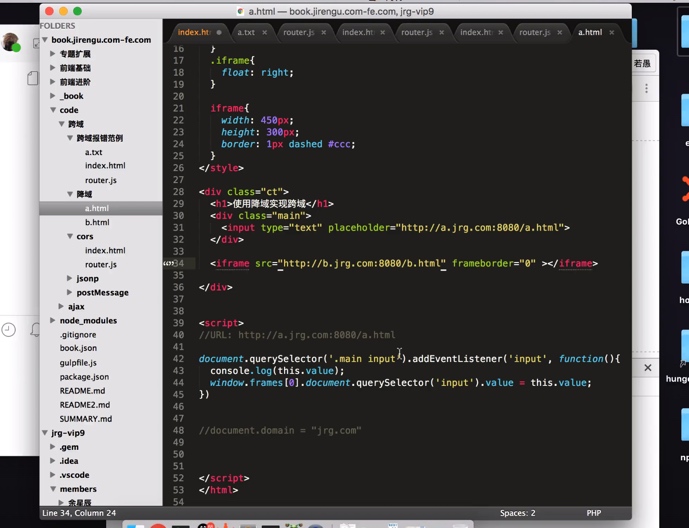 a.html — book.jirengu.com-fe.com, jrg-vip9
FOLDERS
book.jirengu.com-fe.com
专题扩展
前端基础
前端进阶
_book
code
跨域
跨域报错范例
a.txt
index.html
router.js
降域
a.html
b.html
cors
index.html
router.js
jsonp
postMessage
ajax
node_modules
.gitignore
book.json
gulpfile.js
package.json
README.md
README2.md
SUMMARY.md
jrg-vip9
.gem
.idea
.vscode
members
余星辰
index.ht
a.txt
router.js
index.ht
router.js
index.ht
router.js
a.html
16 }
17 .iframe{
18 float: right;
19 }
20
21 iframe{
22 width: 450px;
23 height: 300px;
24 border: 1px dashed #ccc;
25 }
26 </style>
27
28 <div class="ct">
29 <h1>使用降域实现跨域</h1>
30 <div class="main">
31 <input type="text" placeholder="http://a.jrg.com:8080/a.html">
32 </div>
33
34 <iframe src="http://b.jrg.com:8080/b.html" frameborder="0" ></iframe>
35
36 </div>
37
38
39 <script>
40 //URL: http://a.jrg.com:8080/a.html
41
42 document.querySelector('.main input').addEventListener('input', function(){
43 console.log(this.value);
44 window.frames[0].document.querySelector('input').value = this.value;
45 })
46
47
48 //document.domain = "jrg.com"
49
50
51
52 </script>
53 </html>
54
Line 34, Column 24
Spaces: 2
PHP
若愚
Gol
ho
hung
np